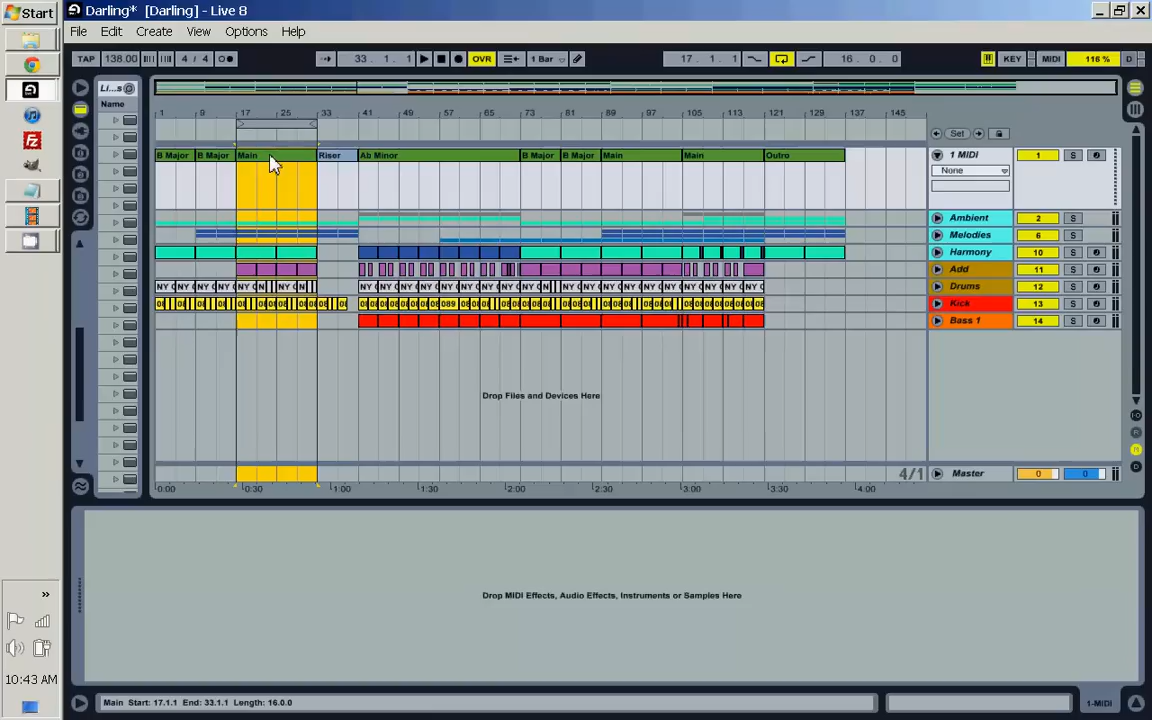 Start
Darling* [Darling] - Live 8
File Edit Create View Options Help
TAP 138.00 4 / 4 33 . 1 . 1 OVR 1 Bar 17 . 1 . 1 16 . 0 . 0 KEY MIDI 116 % D
Li...s
Name
1 9 17 25 33 41 49 57 65 73 81 89 97 105 113 121 129 137 145
Set
B Major B Major Main Riser Ab Minor B Major B Major Main Main Outro
1 MIDI 1 S
None
Ambient 2 S
Melodies 6 S
Harmony 10 S
Add 11 S
Drums 12 S
Kick 13 S
Bass 1 14 S
Drop Files and Devices Here
4/1 Master 0 0
0:00 0:30 1:00 1:30 2:00 2:30 3:00 3:30 4:00
Drop MIDI Effects, Audio Effects, Instruments or Samples Here
10:43 AM
Main Start: 17.1.1 End: 33.1.1 Length: 16.0.0
1-MIDI